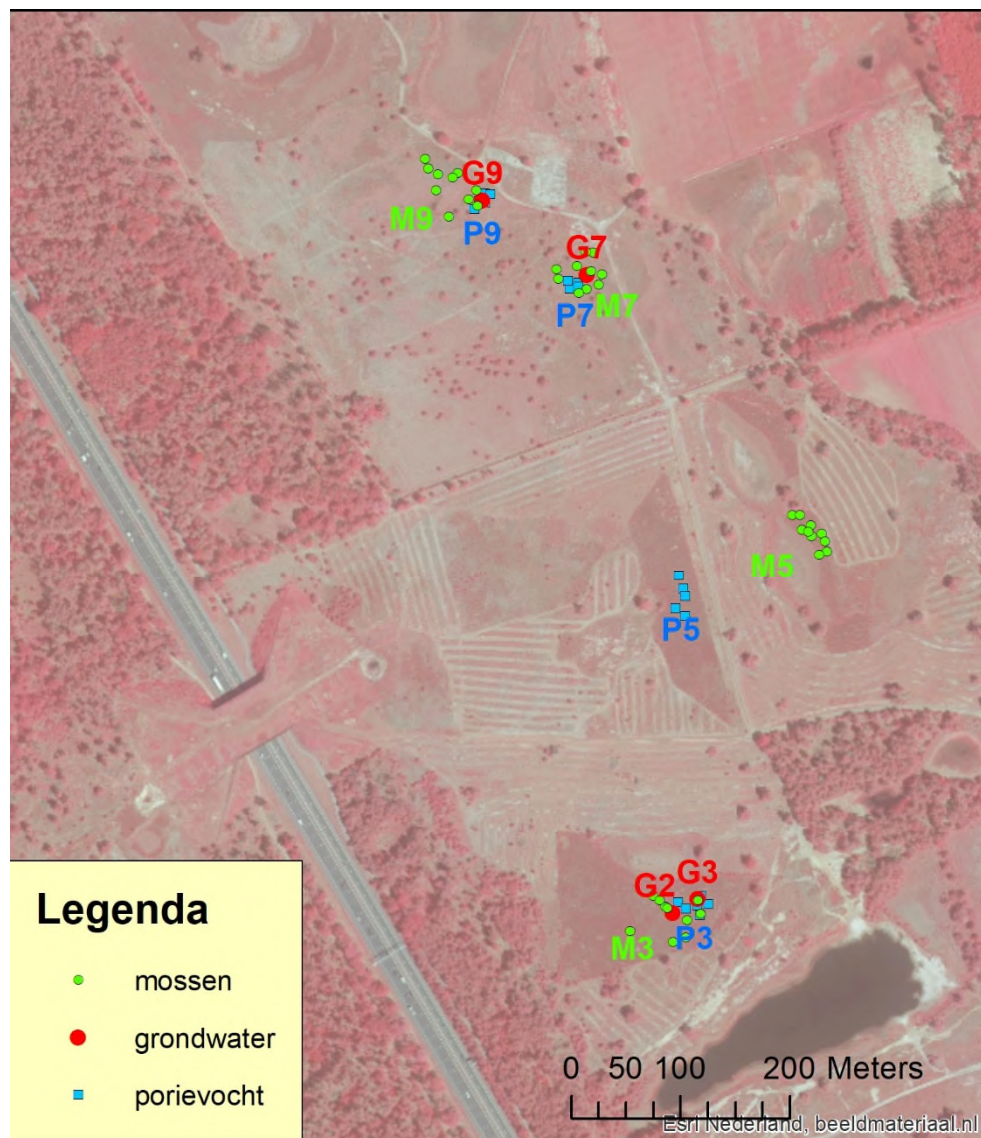 G9
M9
P9
G7
M7
P7
M5
P5
G3
G2
P3
M3
Legenda
mossen
grondwater
porievocht
0 50 100 200 Meters
Esri Nederland, beeldmateriaal.nl